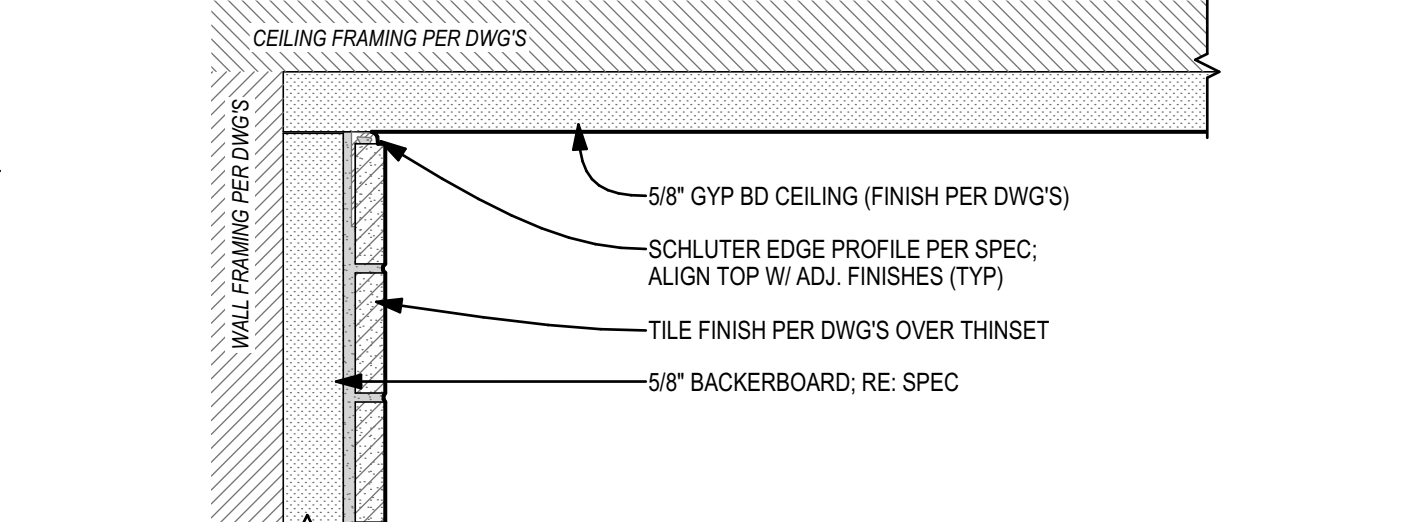 CEILING FRAMING PER DWG'S
WALL FRAMING PER DWG'S
5/8" GYP BD CEILING (FINISH PER DWG'S)
SCHLUTER EDGE PROFILE PER SPEC;
ALIGN TOP W/ ADJ. FINISHES (TYP)
TILE FINISH PER DWG'S OVER THINSET
5/8" BACKERBOARD; RE: SPEC